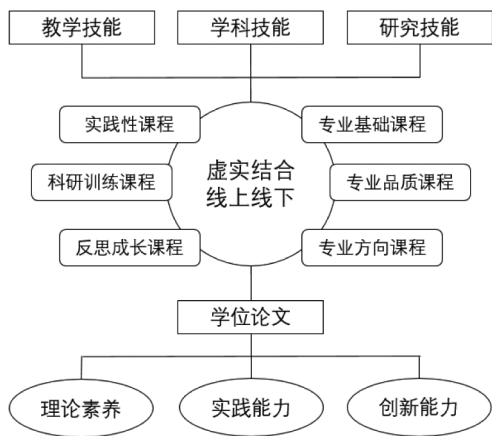 教学技能
学科技能
研究技能
实践性课程
专业基础课程
虚实结合
线上线下
科研训练课程
专业品质课程
反思成长课程
专业方向课程
学位论文
理论素养
实践能力
创新能力